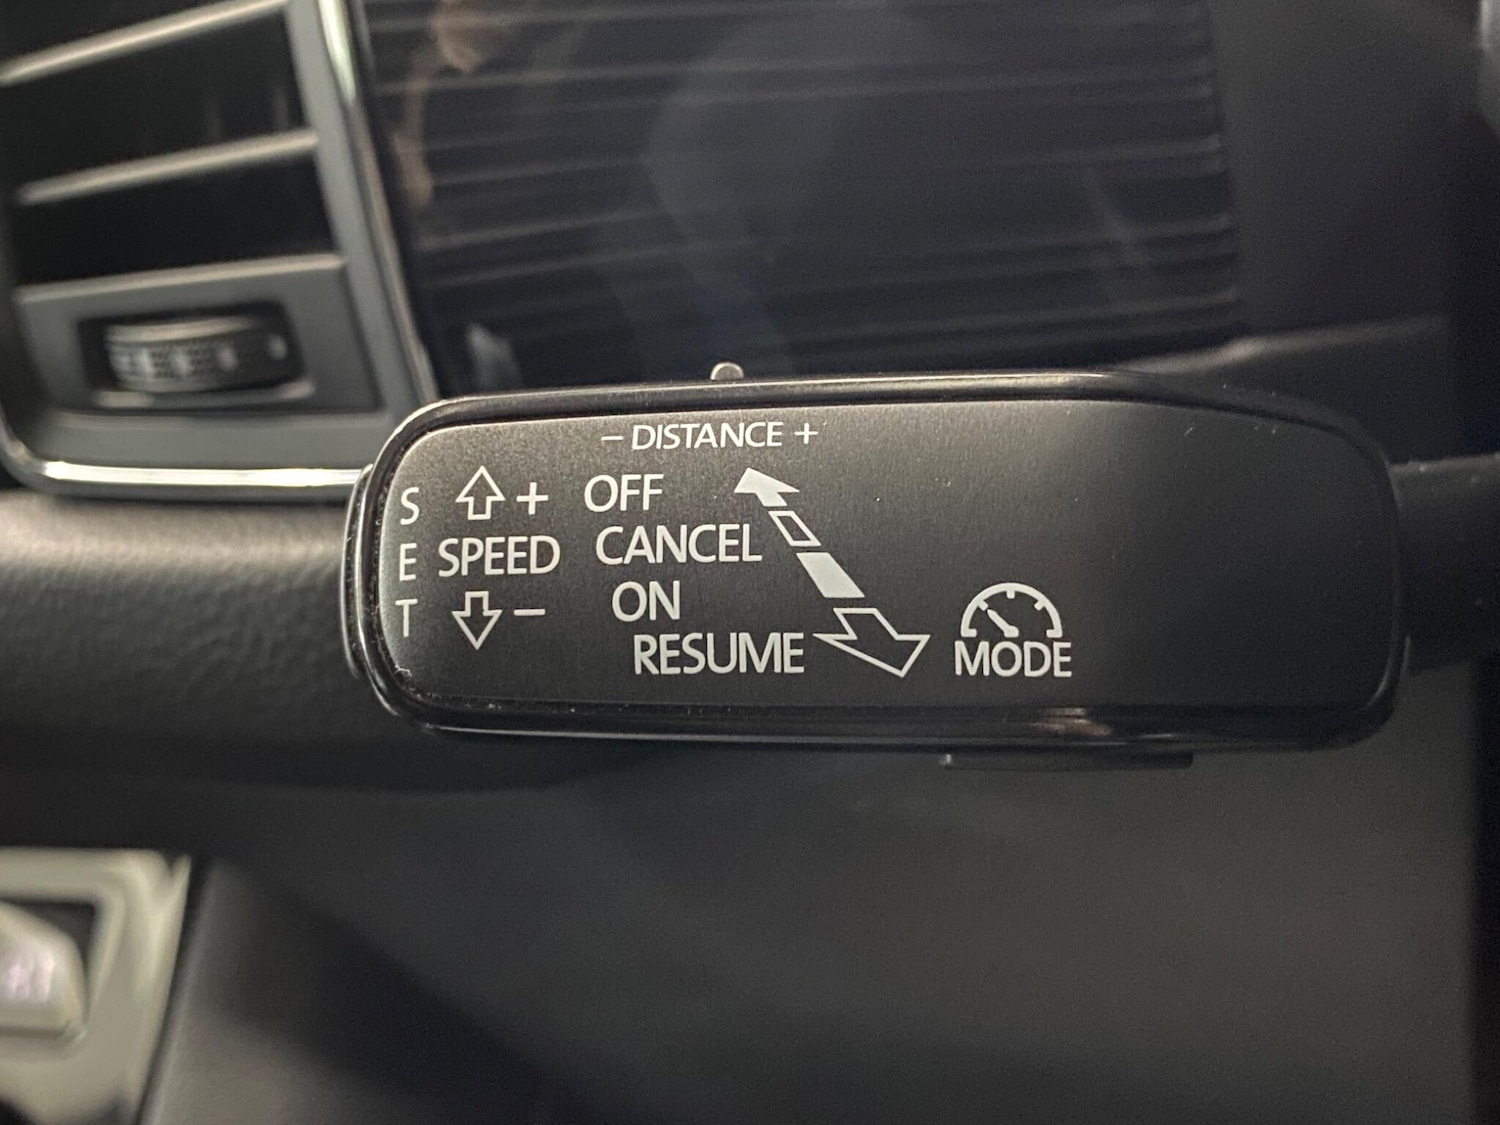 – DISTANCE +
S
E
T
+
SPEED
–
OFF
CANCEL
ON
RESUME
MODE